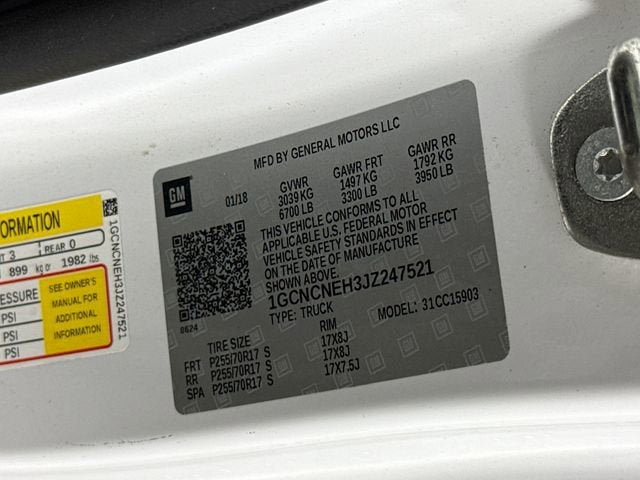 ORMATION
T 3 REAR 0
899 kg or 1982 lbs
RESSURE
PSI
PSI
PSI
SEE OWNER'S
MANUAL FOR
ADDITIONAL
INFORMATION
1GCNCNEH3JZ247521
GM
MFD BY GENERAL MOTORS LLC
01/18
GVWR GAWR FRT GAWR RR
3039 KG 1497 KG 1792 KG
6700 LB 3300 LB 3950 LB
THIS VEHICLE CONFORMS TO ALL
APPLICABLE U.S. FEDERAL MOTOR
VEHICLE SAFETY STANDARDS IN EFFECT
ON THE DATE OF MANUFACTURE
SHOWN ABOVE.
1GCNCNEH3JZ247521
TYPE: TRUCK MODEL: 31CC15903
0624
TIRE SIZE RIM
FRT P255/70R17 S 17X8J
RR P255/70R17 S 17X8J
SPA P255/70R17 S 17X7.5J